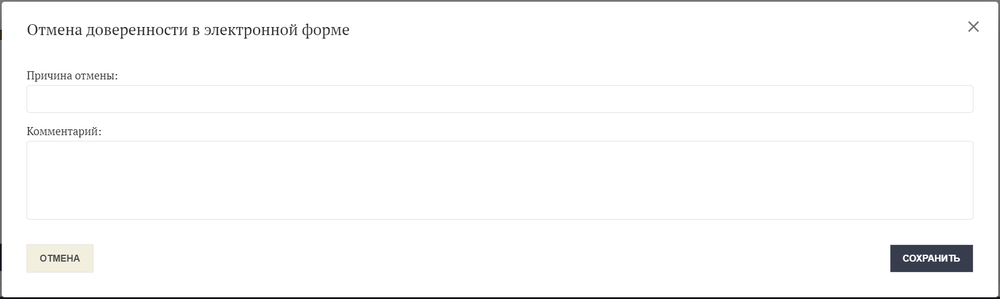 Отмена доверенности в электронной форме
Причина отмены:
Комментарий:
ОТМЕНА
СОХРАНИТЬ